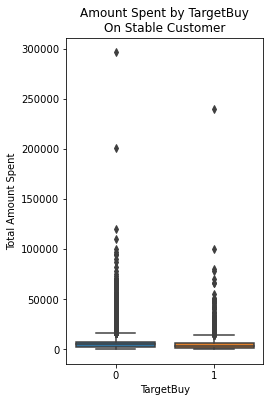 Amount Spent by TargetBuy
On Stable Customer
300000
250000
200000
150000
100000
50000
0
Total Amount Spent
0 1
TargetBuy